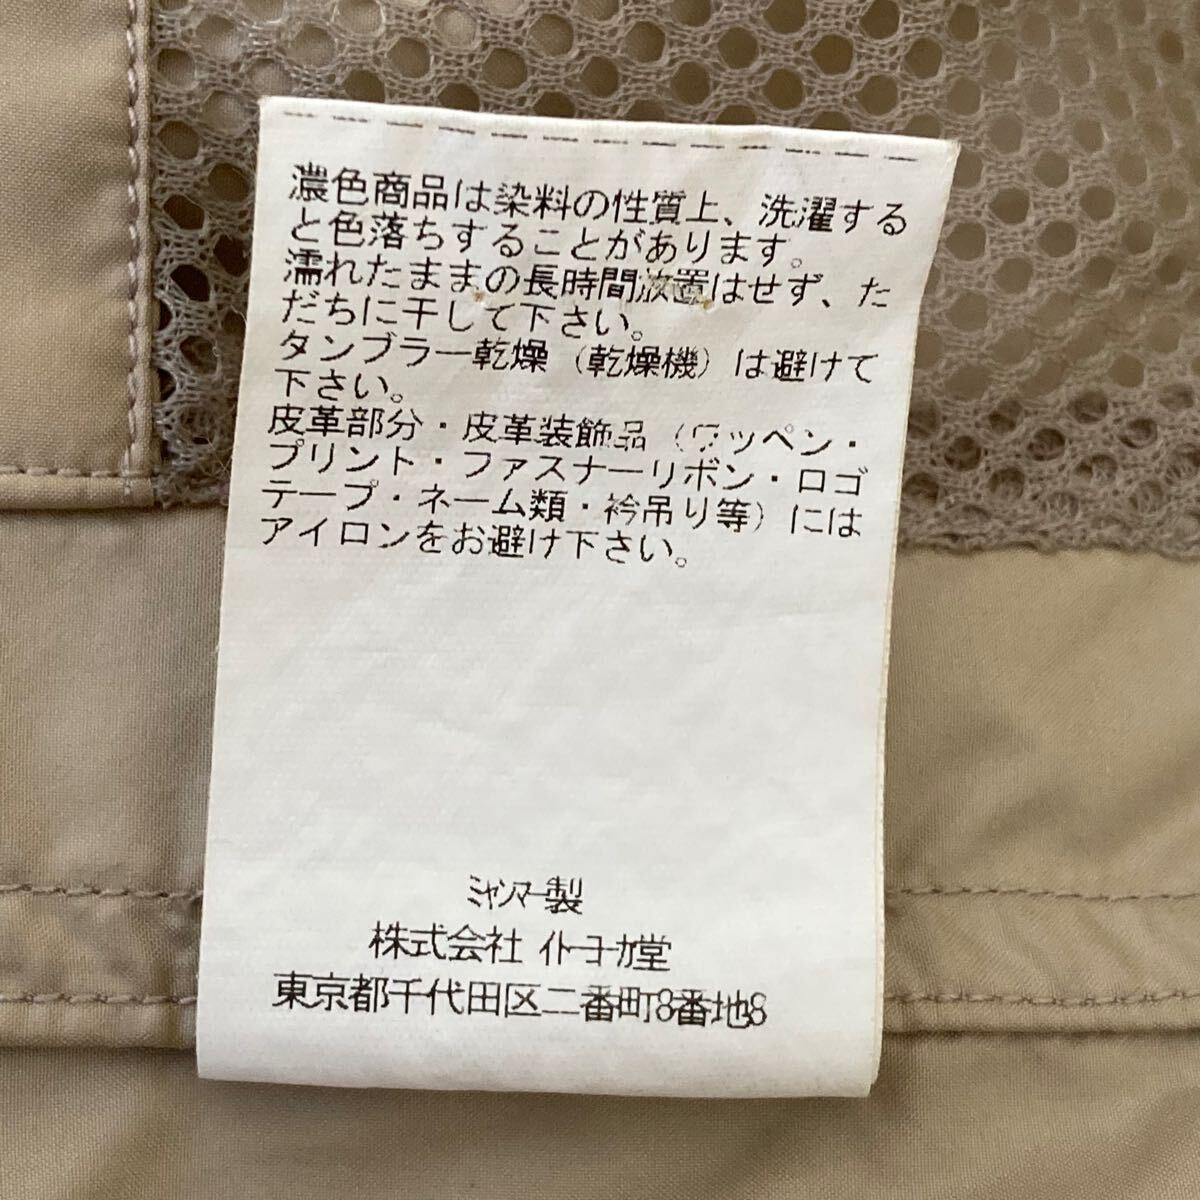 濃色商品は染料の性質上、洗濯する
と色落ちすることがあります。
濡れたままの長時間放置はせず、た
だちに干して下さい。
タンブラー乾燥（乾燥機）は避けて
下さい。
皮革部分・皮革装飾品（ワッペン・
プリント・ファスナーリボン・ロゴ
テープ・ネーム類・衿吊り等）には
アイロンをお避け下さい。
ミャンマー製
株式会社 イトーヨーカ堂
東京都千代田区二番町8番地8